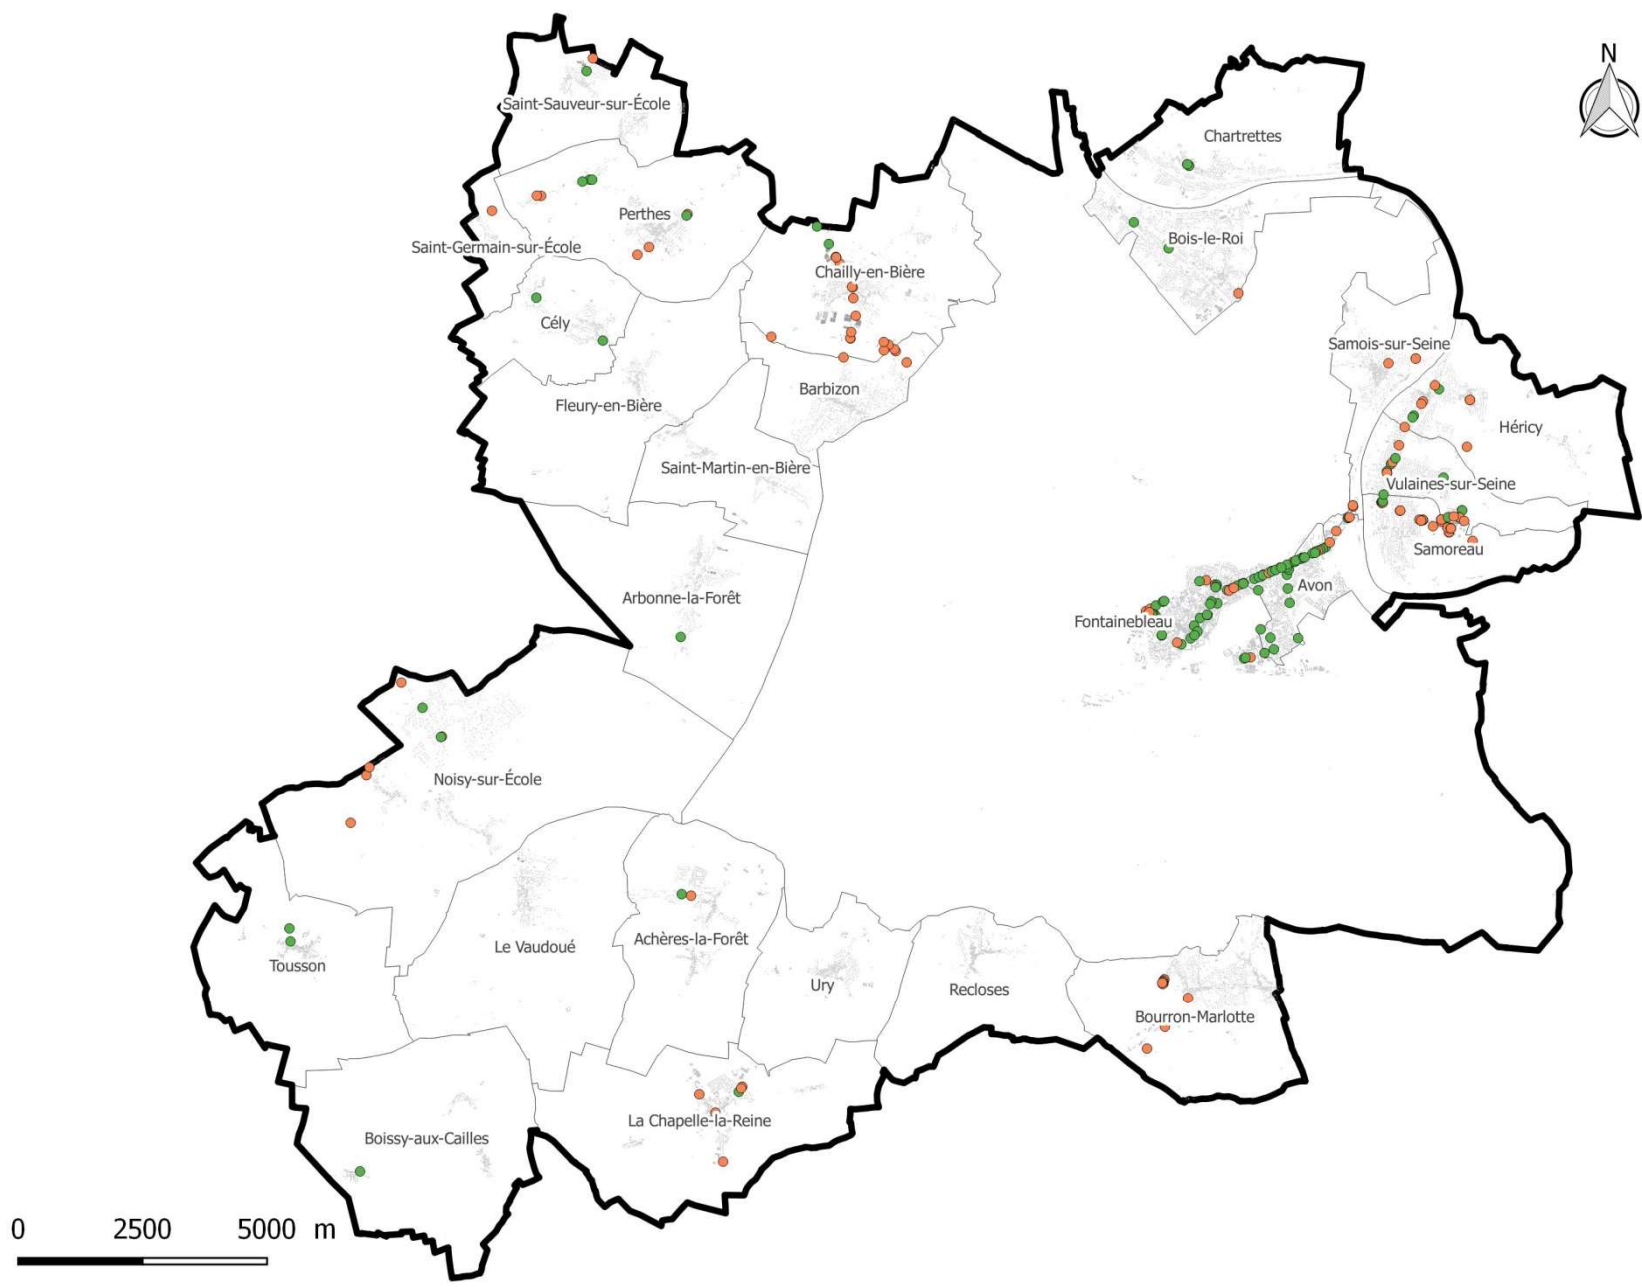 N
Saint-Sauveur-sur-École
Chartrettes
Perthes
Bois-le-Roi
Saint-Germain-sur-École
Chailly-en-Bière
Cély
Samois-sur-Seine
Barbizon
Fleury-en-Bière
Héricy
Saint-Martin-en-Bière
Vulaines-sur-Seine
Samoreau
Avon
Arbonne-la-Forêt
Fontainebleau
Noisy-sur-École
Achères-la-Forêt
Le Vaudoué
Tousson
Ury
Recloses
Bourron-Marlotte
La Chapelle-la-Reine
Boissy-aux-Cailles
0 2500 5000 m